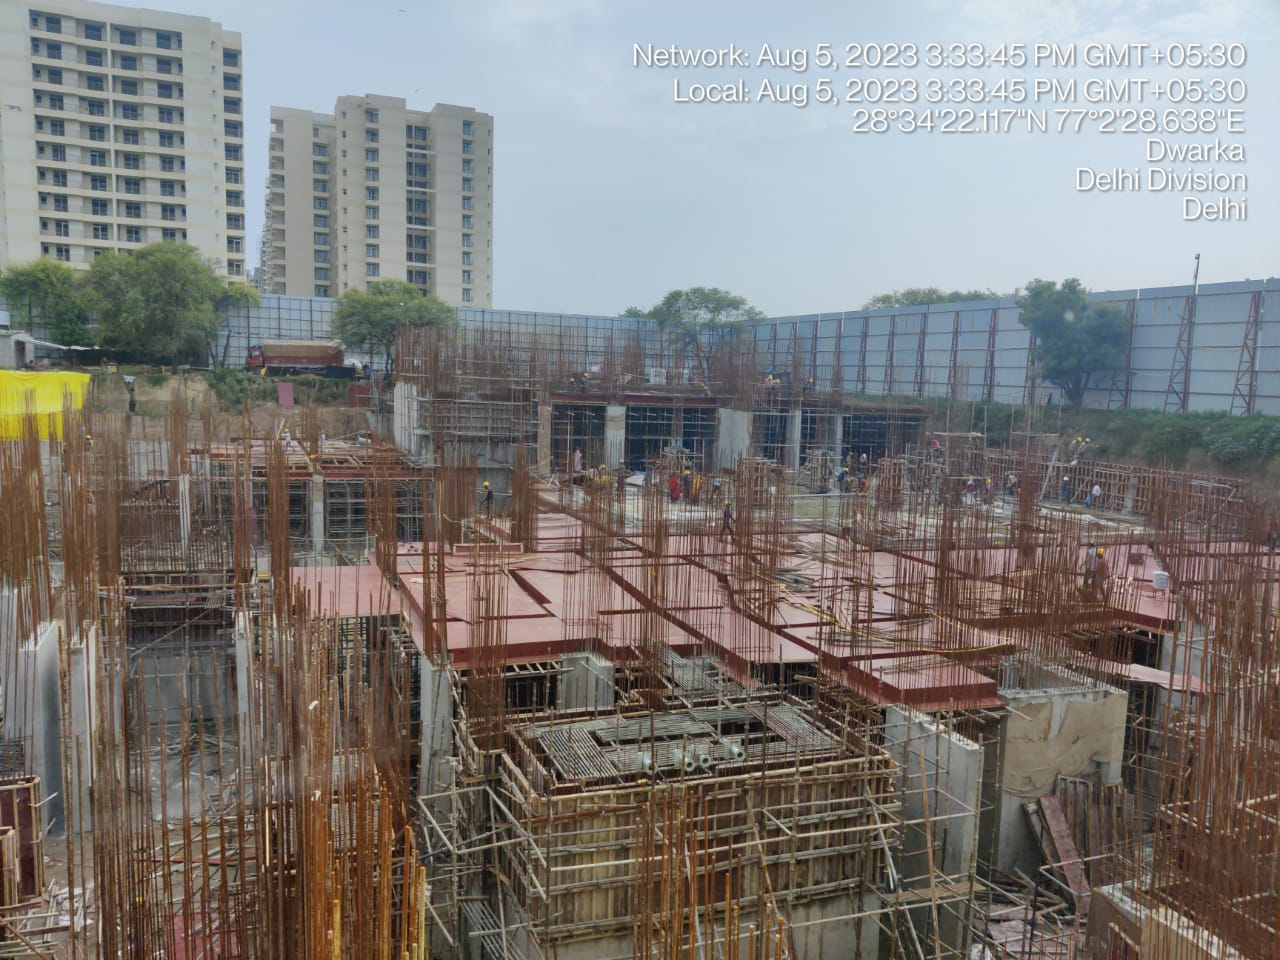 Network: Aug 5, 2023 3:33:45 PM GMT+05:30
Local: Aug 5, 2023 3:33:45 PM GMT+05:30
28°34'22.117"N 77°2'28.638"E
Dwarka
Delhi Division
Delhi